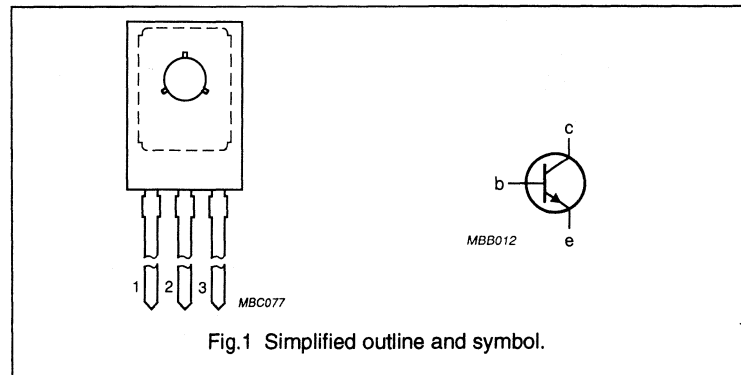 c
b
MBB012
e
1 2 3
MBC077
Fig.1 Simplified outline and symbol.